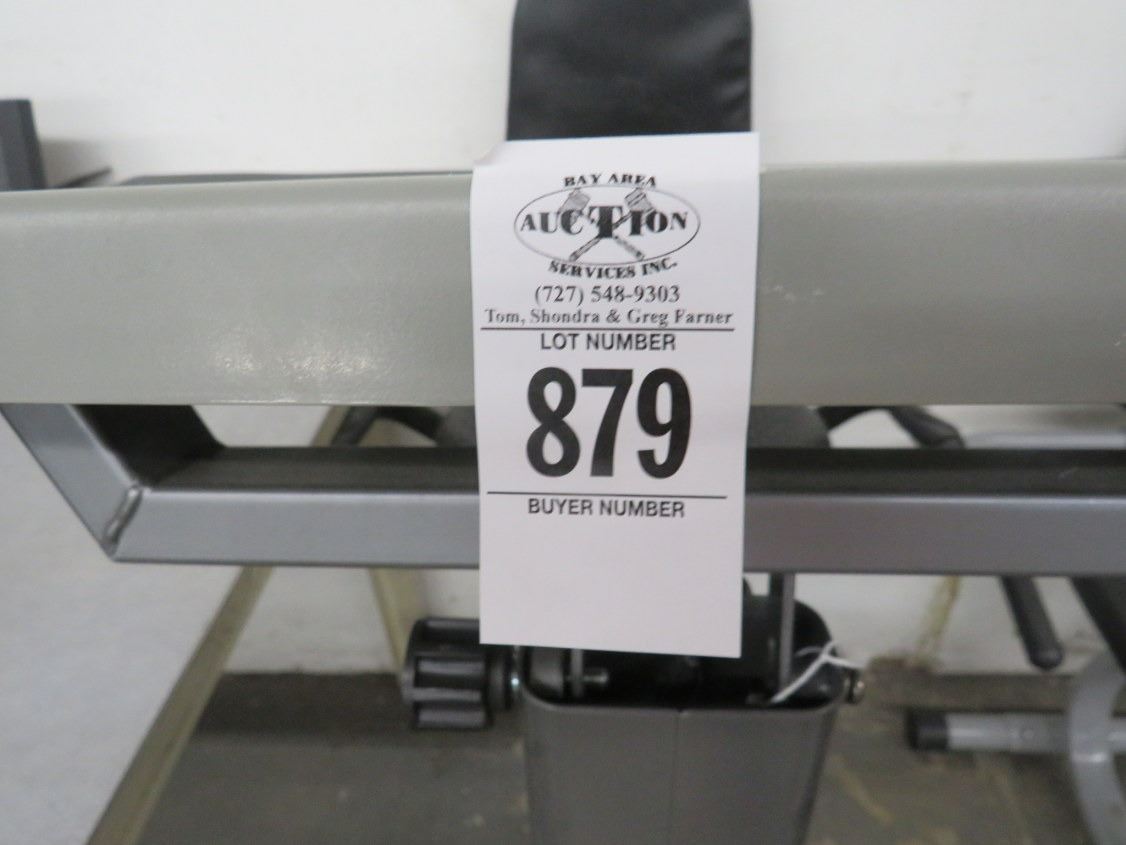 BAY AREA
AUCTION
SERVICES INC.
(727) 548-9303
Tom, Shondra & Greg Farner
LOT NUMBER
879
BUYER NUMBER